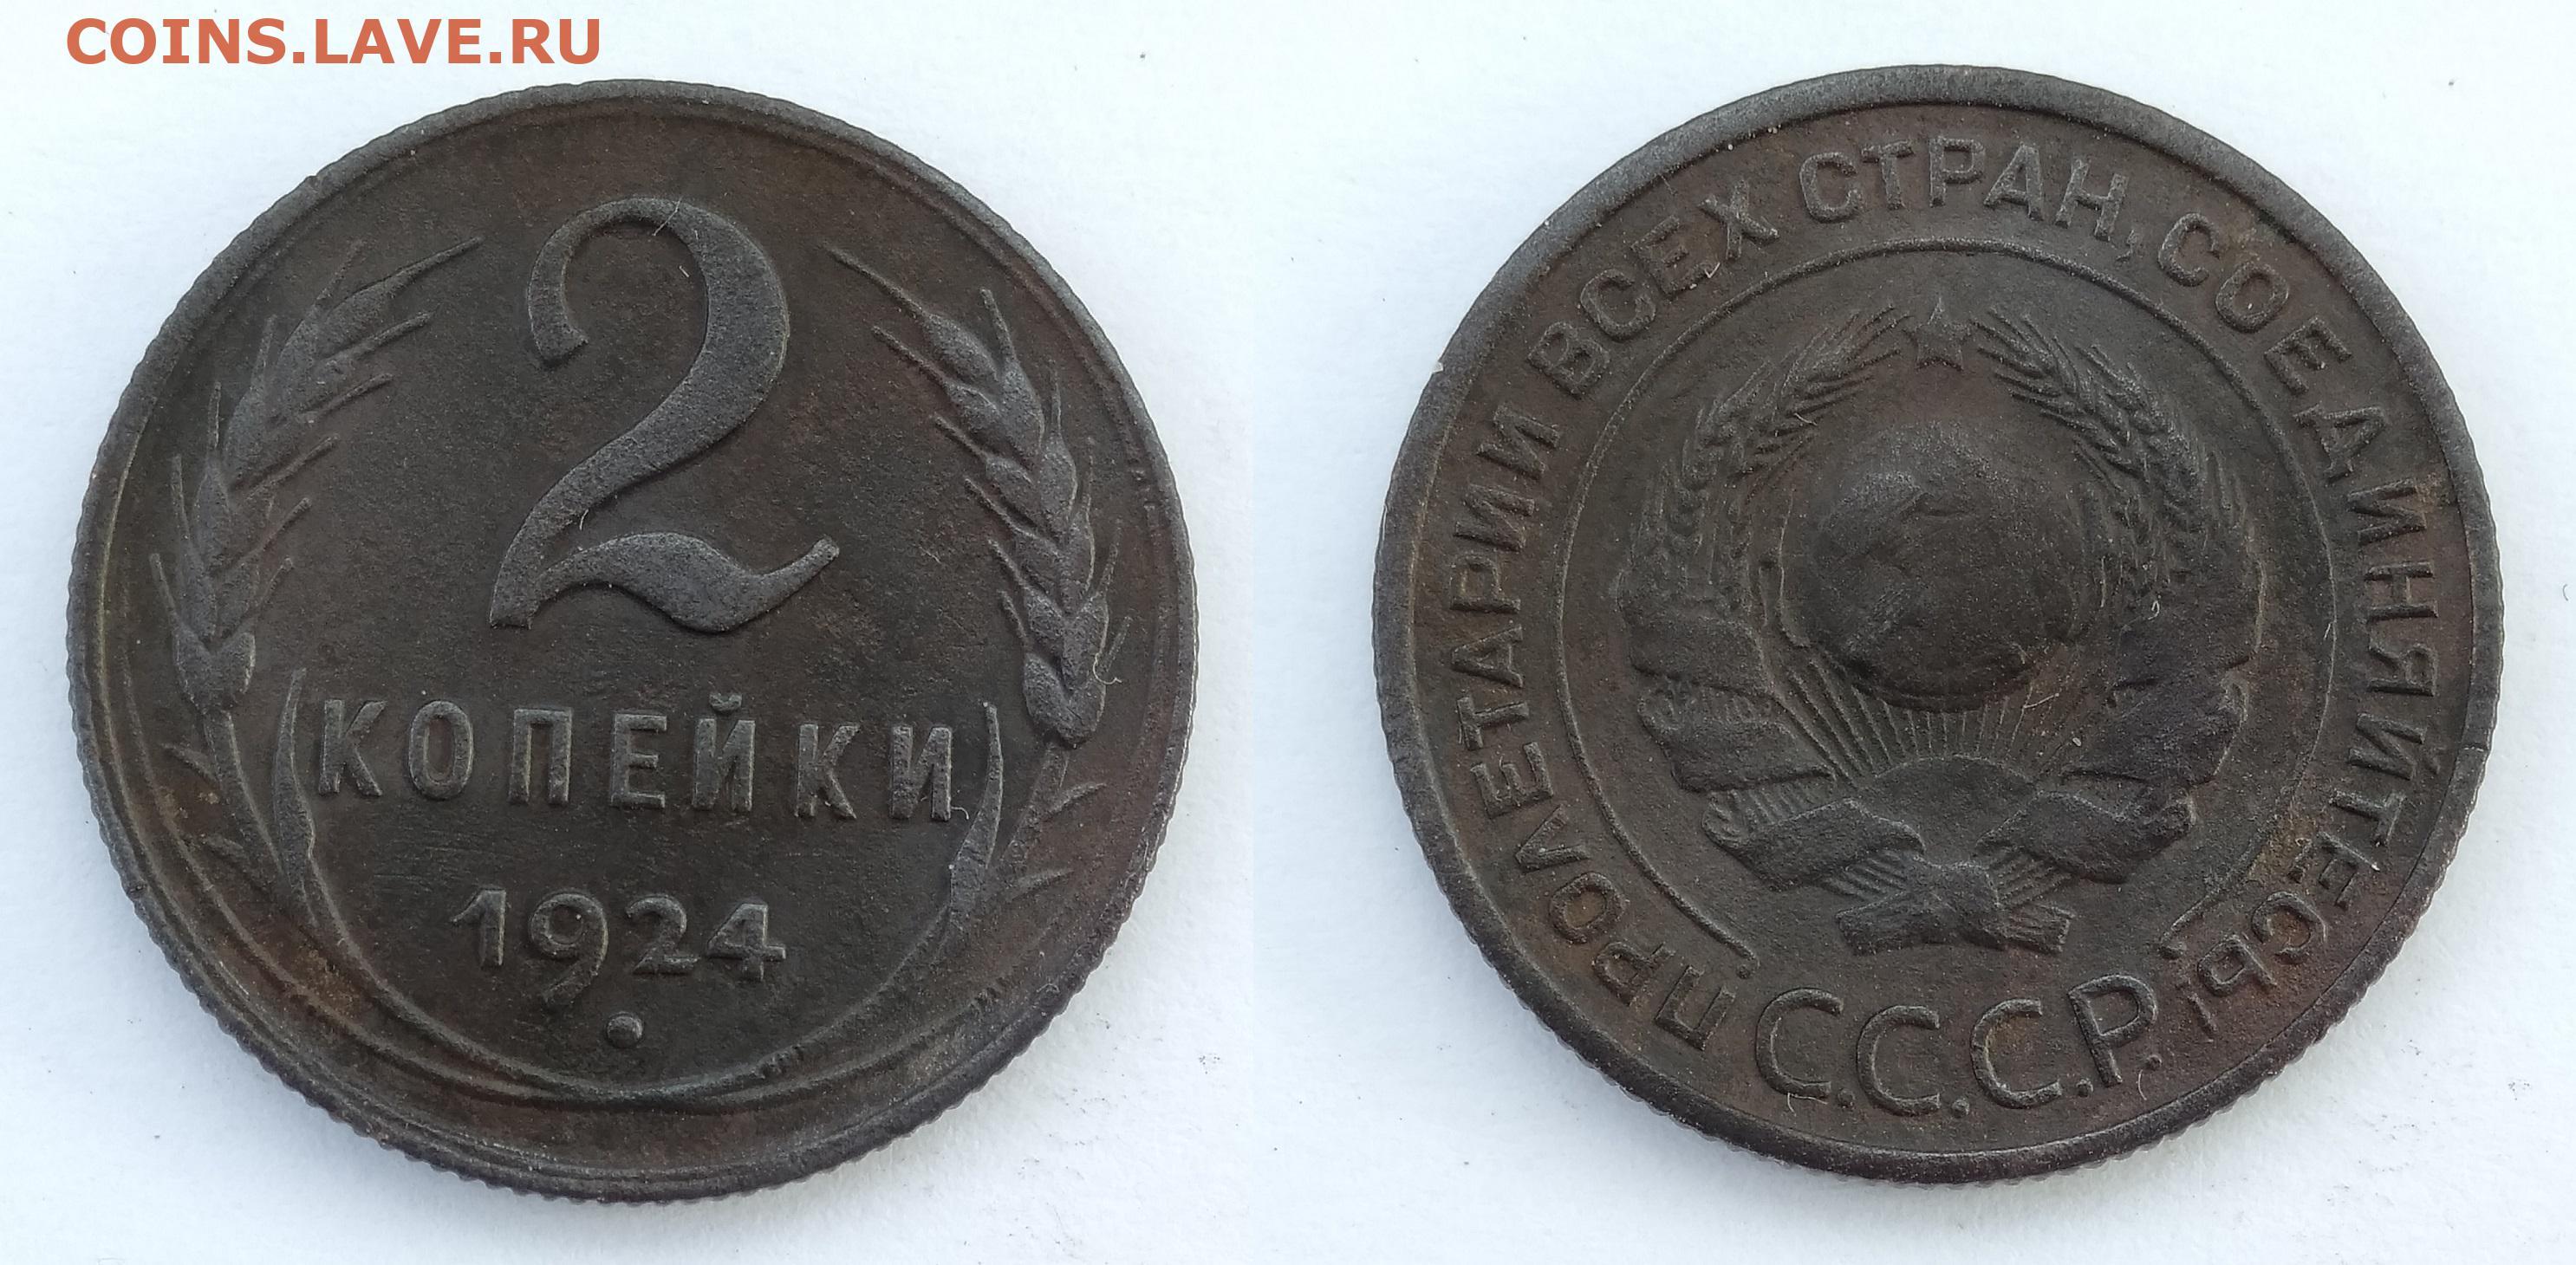 COINS.LAVE.RU
2
КОПЕЙКИ
1924
ПРОЛЕТАРИИ ВСЕХ СТРАН, СОЕДИНЯЙТЕСЬ!
С.С.С.Р.